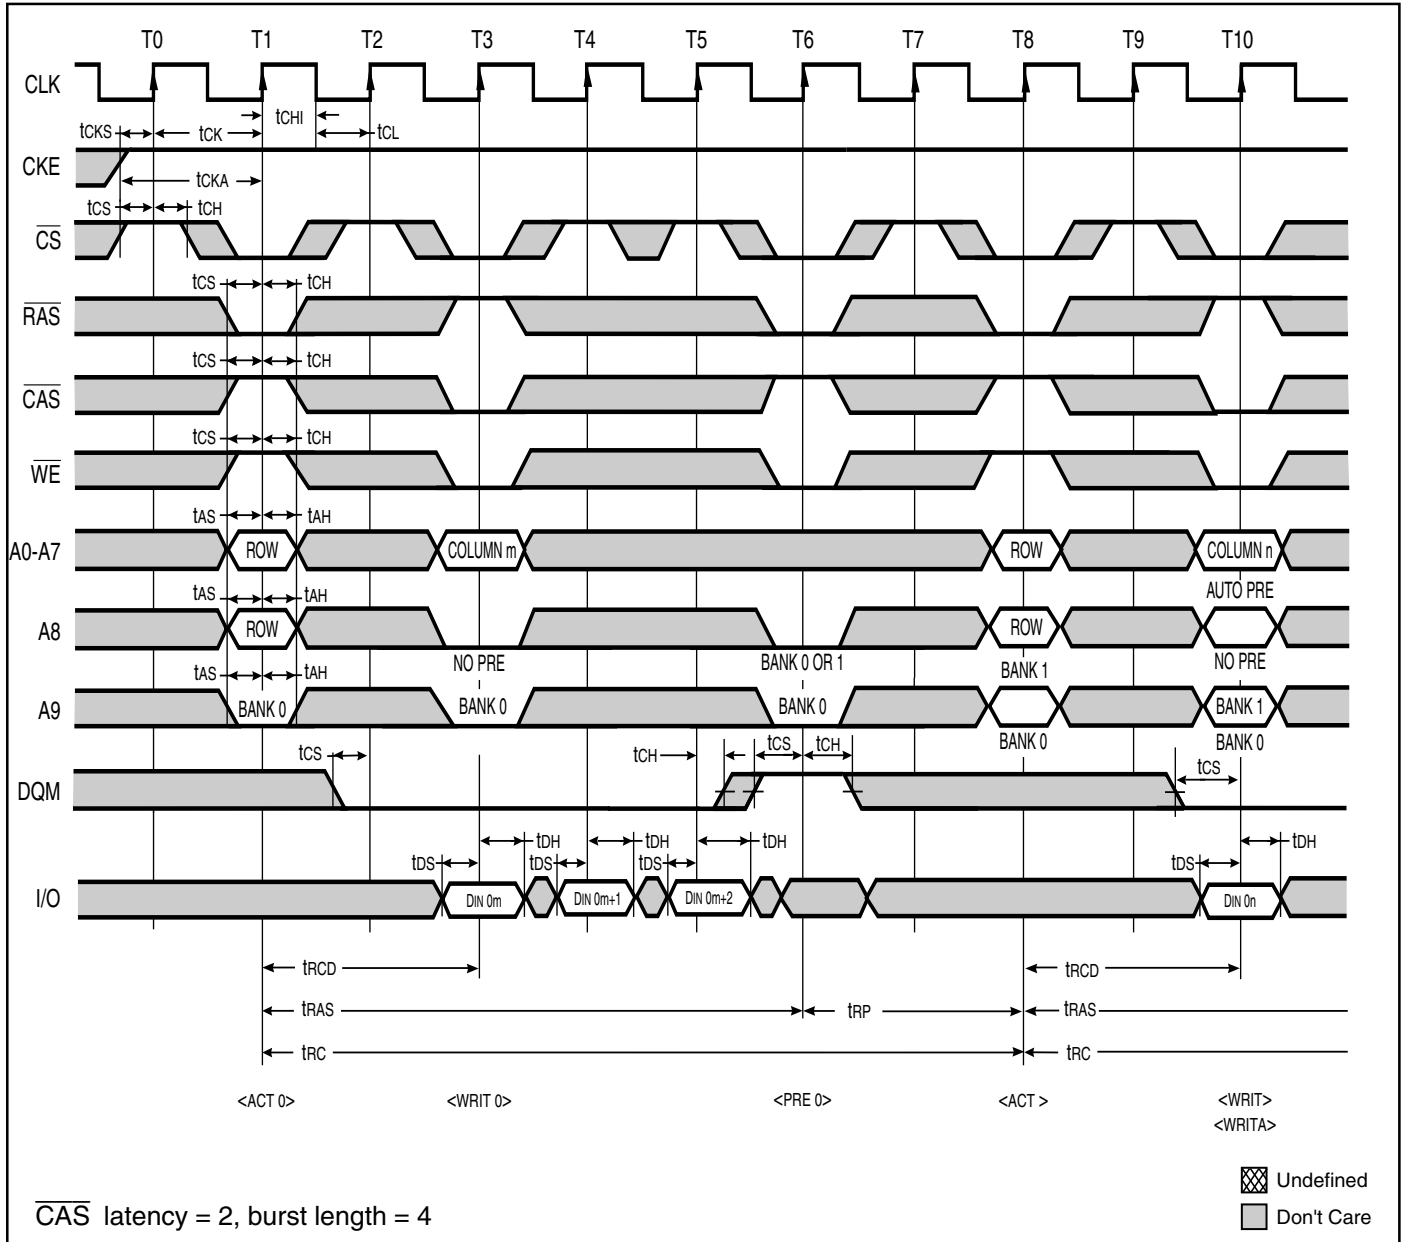 T0 T1 T2 T3 T4 T5 T6 T7 T8 T9 T10
CLK
tCHI
tCKS tCK tCL
CKE
tCKA
tCS tCH
CS
tCS tCH
RAS
tCS tCH
CAS
tCS tCH
WE
tAS tAH
A0-A7 ROW COLUMN m ROW COLUMN n
tAS tAH AUTO PRE
A8 ROW ROW
NO PRE BANK 0 OR 1 BANK 1 NO PRE
tAS tAH
A9 BANK 0 BANK 0 BANK 0 BANK 1
BANK 0 BANK 0
tCS tCH tCS tCH tCS
DQM
tDH tDH tDH tDH
tDS tDS tDS tDS
I/O DIN 0m DIN 0m+1 DIN 0m+2 DIN 0n
tRCD tRCD
tRAS tRP tRAS
tRC tRC
<ACT 0> <WRIT 0> <PRE 0> <ACT > <WRIT>
<WRITA>
Undefined
CAS latency = 2, burst length = 4 Don't Care